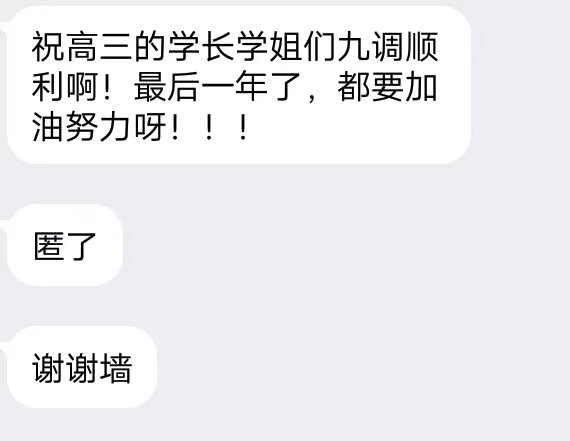 祝高三的学长学姐们九调顺
利啊！最后一年了，都要加
油努力呀！！！
匿了
谢谢墙